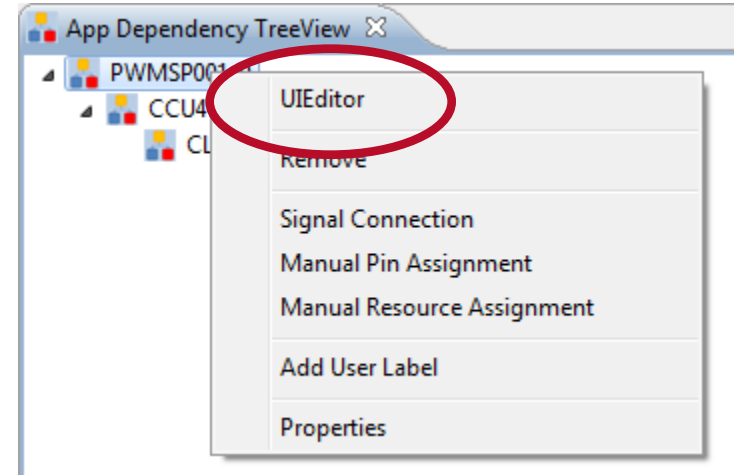 App Dependency TreeView
PWMSP001
CCU4
CL
UIEditor
Remove
Signal Connection
Manual Pin Assignment
Manual Resource Assignment
Add User Label
Properties